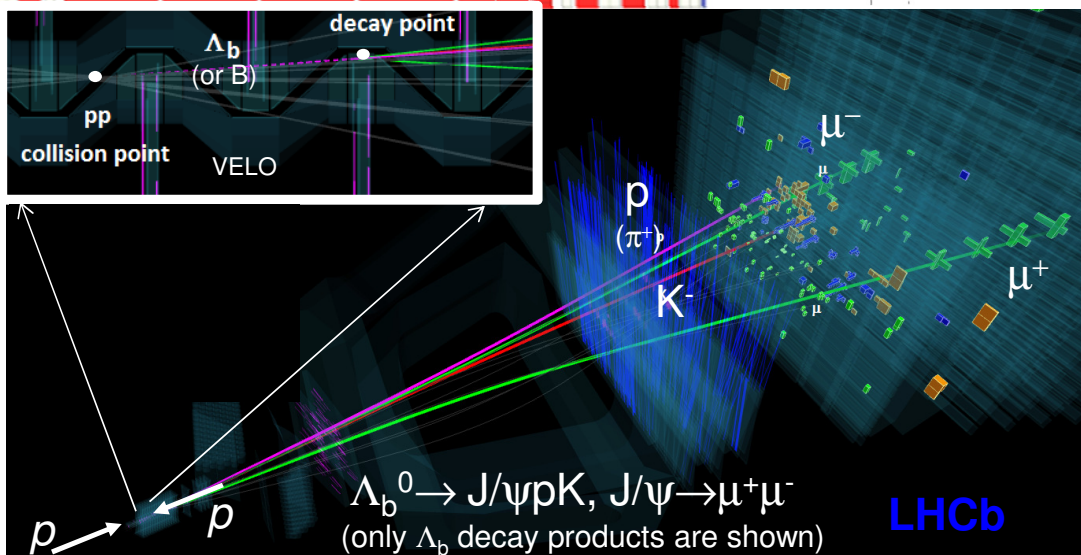 decay point
Λb
(or B)
pp
collision point
VELO
μ⁻
μ
p
(π⁺)
p
K⁻
μ⁺
μ
p
p
Λb⁰→ J/ψpK, J/ψ→μ⁺μ⁻
(only Λb decay products are shown)
LHCb